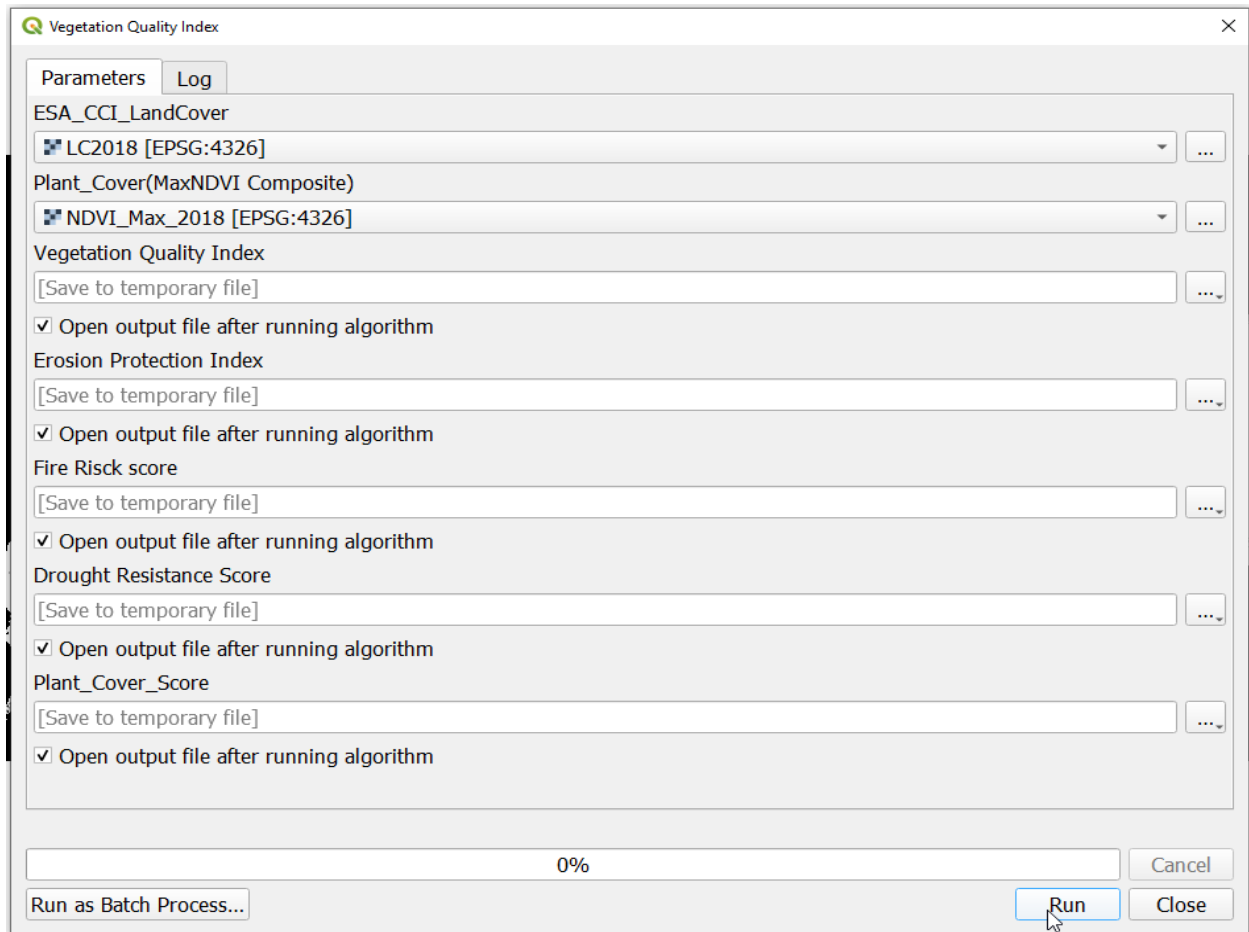 Vegetation Quality Index
Parameters Log
ESA_CCI_LandCover
LC2018 [EPSG:4326] ...
Plant_Cover(MaxNDVI Composite)
NDVI_Max_2018 [EPSG:4326] ...
Vegetation Quality Index
[Save to temporary file] ...
Open output file after running algorithm
Erosion Protection Index
[Save to temporary file] ...
Open output file after running algorithm
Fire Risck score
[Save to temporary file] ...
Open output file after running algorithm
Drought Resistance Score
[Save to temporary file] ...
Open output file after running algorithm
Plant_Cover_Score
[Save to temporary file] ...
Open output file after running algorithm
0% Cancel
Run as Batch Process... Run Close